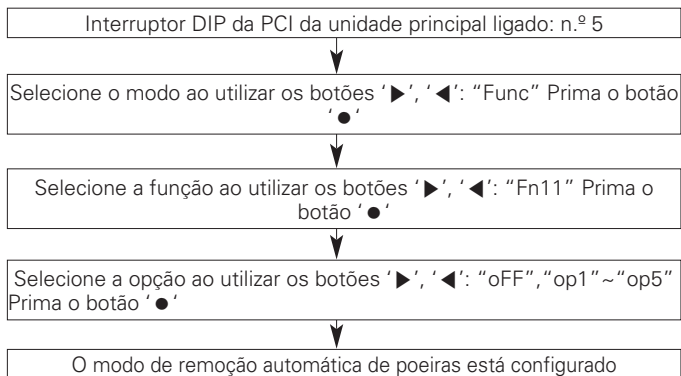 Interruptor DIP da PCI da unidade principal ligado: n.º 5
Selecione o modo ao utilizar os botões ‘▶’, ‘◀’: “Func” Prima o botão
‘●‘
Selecione a função ao utilizar os botões ‘▶’, ‘◀’: “Fn11” Prima o
botão ‘●‘
Selecione a opção ao utilizar os botões ‘▶’, ‘◀’: “oFF”,“op1”~“op5”
Prima o botão ‘●‘
O modo de remoção automática de poeiras está configurado